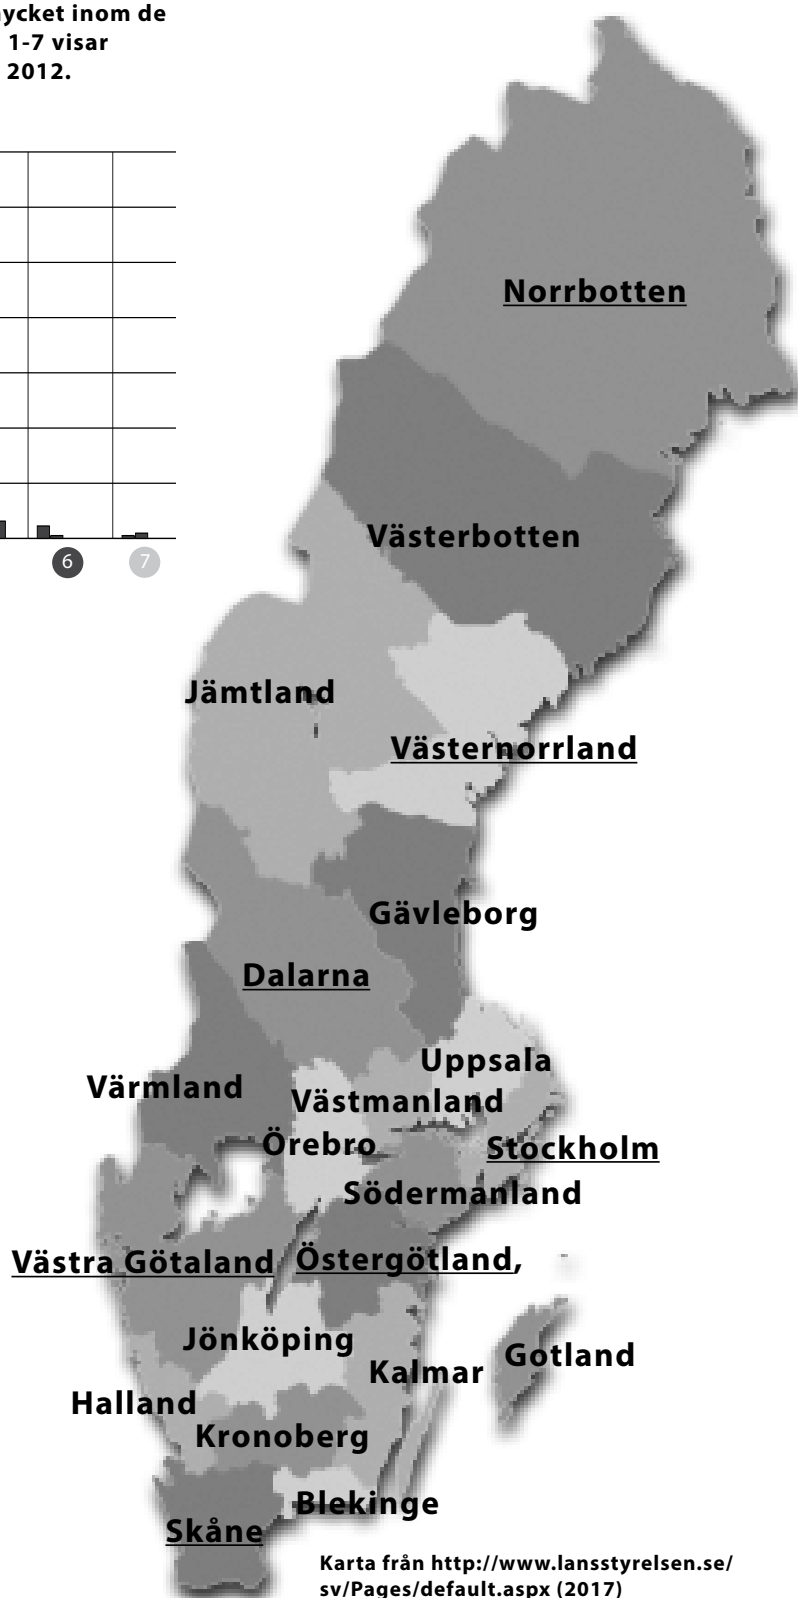 mycket inom de
1-7 visar
2012.
6 7
Norrbotten
Västerbotten
Jämtland
Västernorrland
Gävleborg
Dalarna
Uppsala
Värmland
Västmanland
Örebro
Stockholm
Södermanland
Västra Götaland Östergötland,
Jönköping
Gotland
Kalmar
Halland
Kronoberg
Blekinge
Skåne
Karta från http://www.lansstyrelsen.se/
sv/Pages/default.aspx (2017)